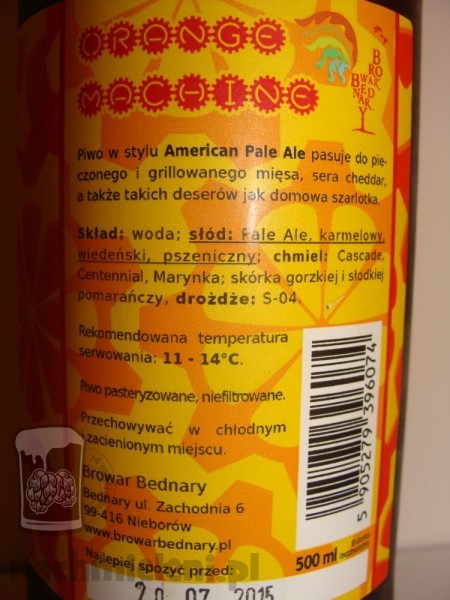 ORANGE
MACHINE
BROWAR
BEDNARY
Piwo w stylu American Pale Ale pasuje do pie-
czonego i grillowanego mięsa, sera cheddar,
a także takich deserów jak domowa szarlotka.
Skład: woda; słód: Pale Ale, karmelowy,
wiedeński, pszeniczny; chmiel: Cascade,
Centennial, Marynka; skórka gorzkiej i słodkiej
pomarańczy, drożdże: S-04.
Rekomendowana temperatura
serwowania: 11 - 14°C.
Piwo pasteryzowane, niefiltrowane.
Przechowywać w chłodnym
i zacienionym miejscu.
Browar Bednary
Bednary ul. Zachodnia 6
99-416 Nieborów
www.browarbednary.pl
Najlepiej spożyć przed:
20 07 2015
500 ml
butelka
bezzwrotna
5 905279 396074
nachmieleni.pl